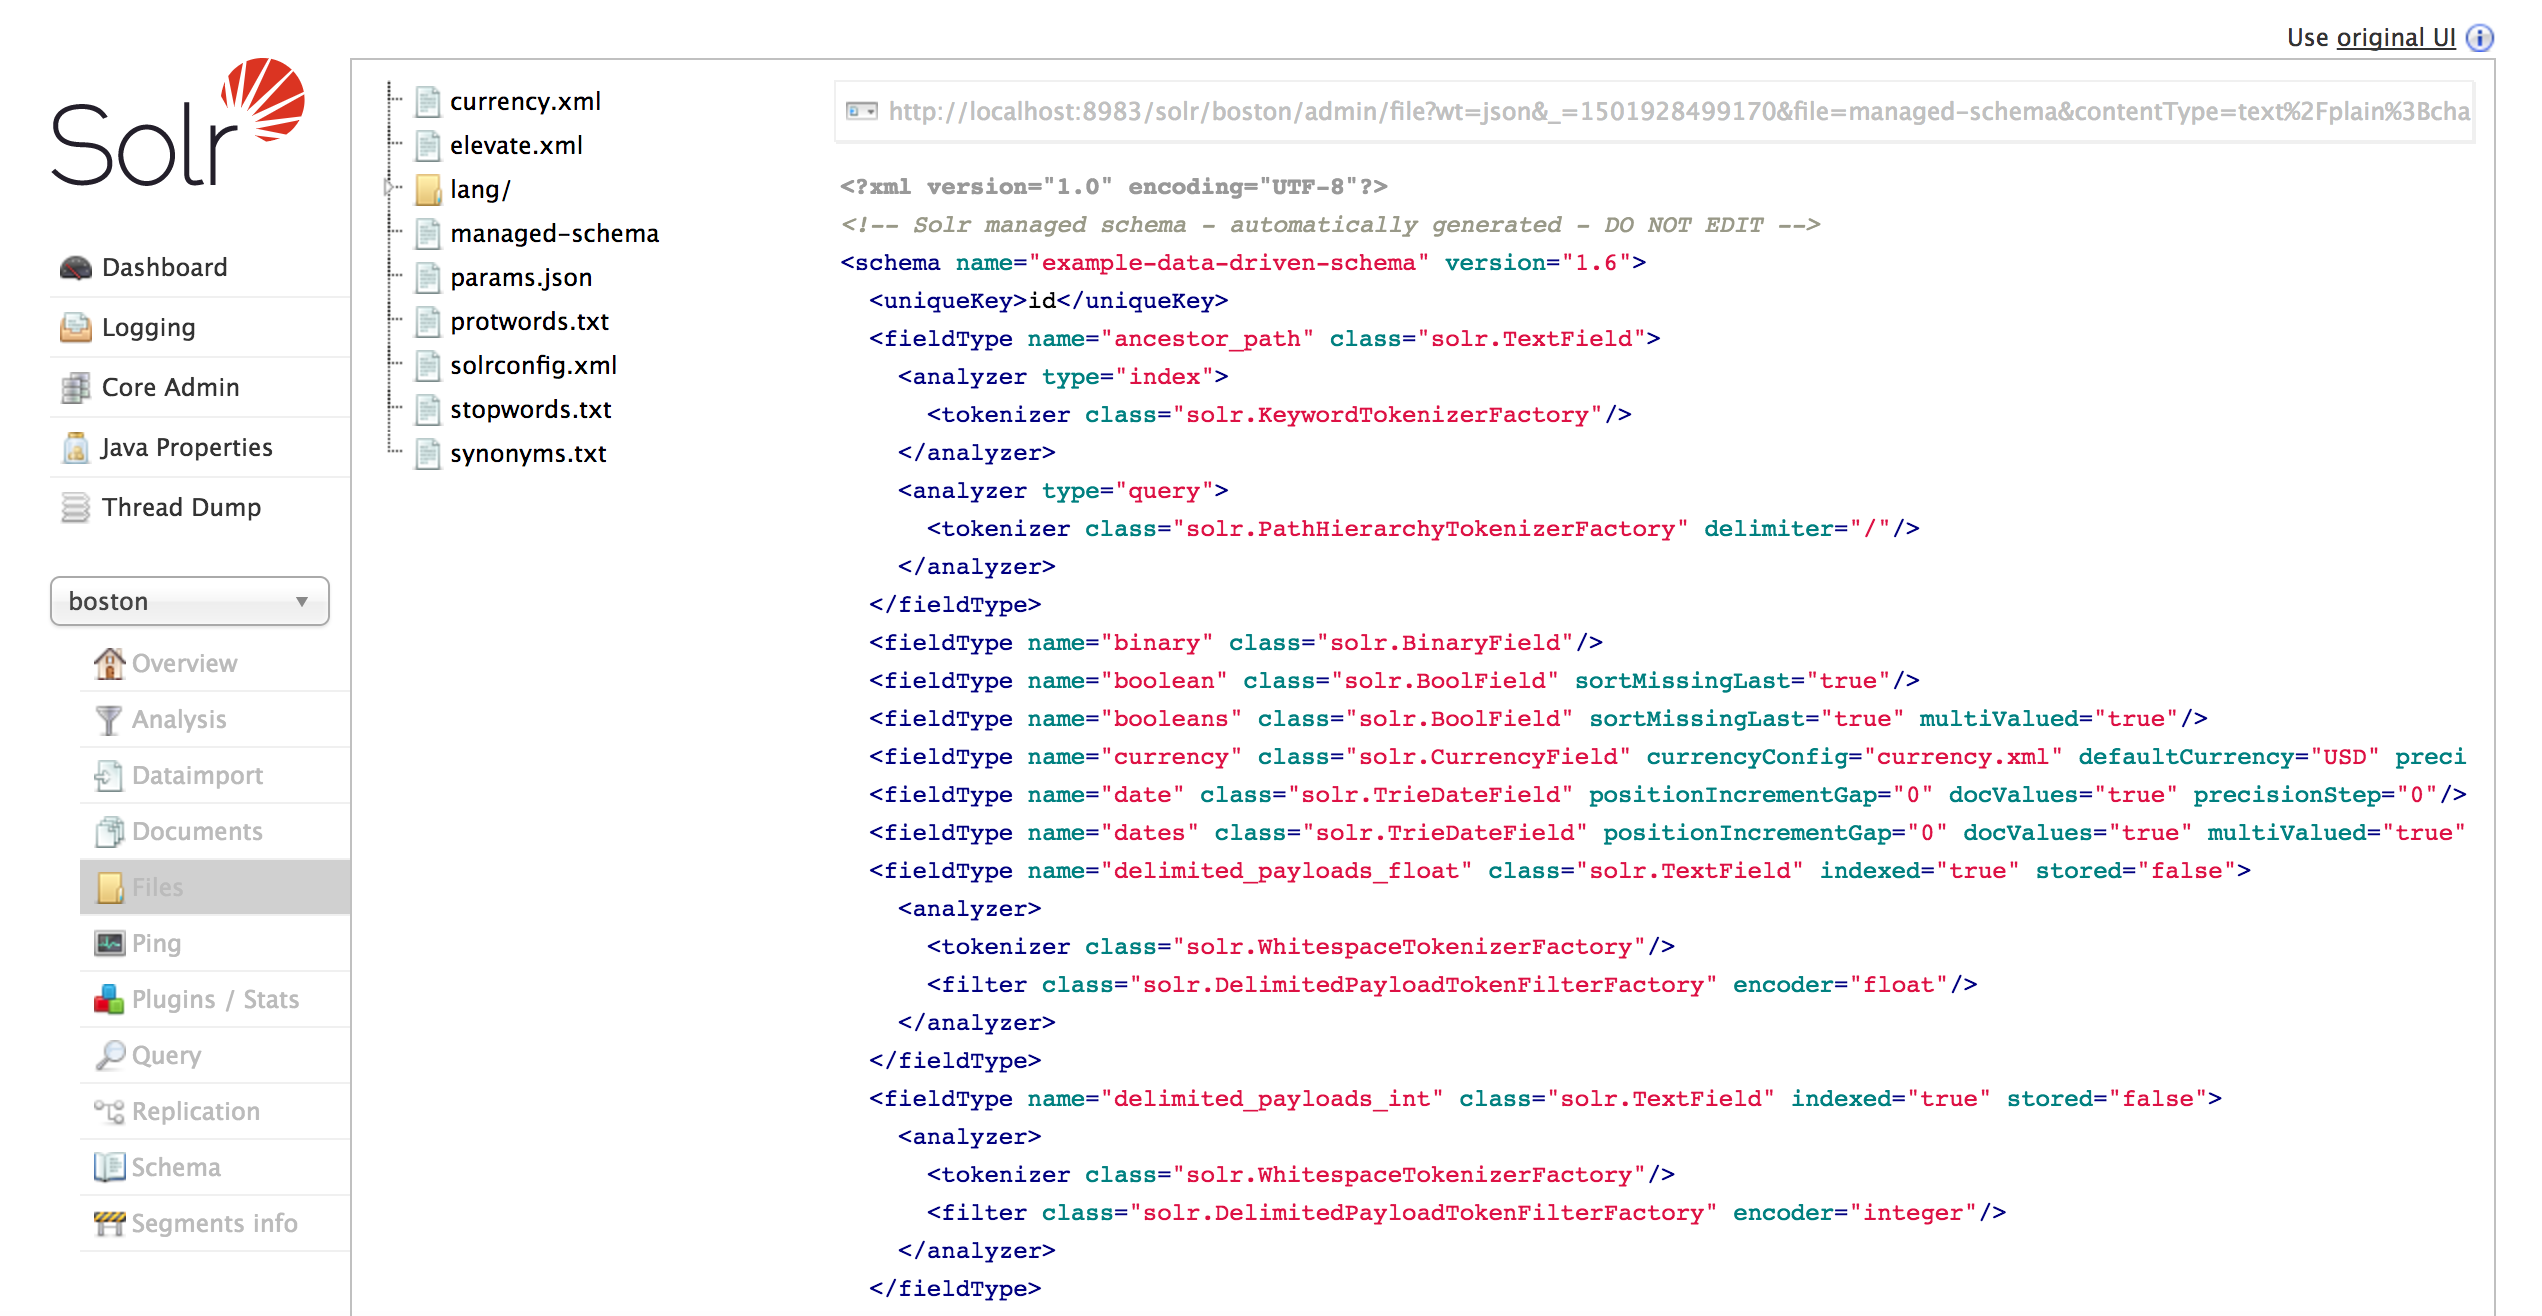 Use original UI
Solr
Dashboard
Logging
Core Admin
Java Properties
Thread Dump
boston
Overview
Analysis
Dataimport
Documents
Files
Ping
Plugins / Stats
Query
Replication
Schema
Segments info
currency.xml
elevate.xml
lang/
managed-schema
params.json
protwords.txt
solrconfig.xml
stopwords.txt
synonyms.txt
http://localhost:8983/solr/boston/admin/file?wt=json&_=1501928499170&file=managed-schema&contentType=text%2Fplain%3Bcha
<?xml version="1.0" encoding="UTF-8"?>
<!-- Solr managed schema - automatically generated - DO NOT EDIT -->
<schema name="example-data-driven-schema" version="1.6">
  <uniqueKey>id</uniqueKey>
  <fieldType name="ancestor_path" class="solr.TextField">
    <analyzer type="index">
      <tokenizer class="solr.KeywordTokenizerFactory"/>
    </analyzer>
    <analyzer type="query">
      <tokenizer class="solr.PathHierarchyTokenizerFactory" delimiter="/"/>
    </analyzer>
  </fieldType>
  <fieldType name="binary" class="solr.BinaryField"/>
  <fieldType name="boolean" class="solr.BoolField" sortMissingLast="true"/>
  <fieldType name="booleans" class="solr.BoolField" sortMissingLast="true" multiValued="true"/>
  <fieldType name="currency" class="solr.CurrencyField" currencyConfig="currency.xml" defaultCurrency="USD" preci
  <fieldType name="date" class="solr.TrieDateField" positionIncrementGap="0" docValues="true" precisionStep="0"/>
  <fieldType name="dates" class="solr.TrieDateField" positionIncrementGap="0" docValues="true" multiValued="true"
  <fieldType name="delimited_payloads_float" class="solr.TextField" indexed="true" stored="false">
    <analyzer>
      <tokenizer class="solr.WhitespaceTokenizerFactory"/>
      <filter class="solr.DelimitedPayloadTokenFilterFactory" encoder="float"/>
    </analyzer>
  </fieldType>
  <fieldType name="delimited_payloads_int" class="solr.TextField" indexed="true" stored="false">
    <analyzer>
      <tokenizer class="solr.WhitespaceTokenizerFactory"/>
      <filter class="solr.DelimitedPayloadTokenFilterFactory" encoder="integer"/>
    </analyzer>
  </fieldType>